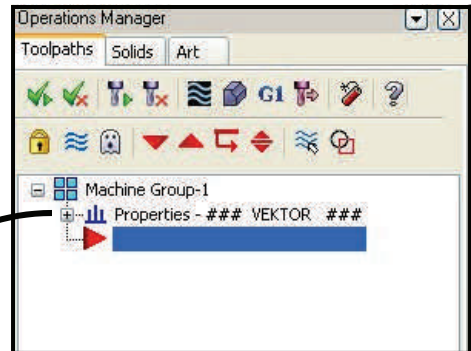 Operations Manager
Toolpaths Solids Art
G1
Machine Group-1
Properties - ### VEKTOR ###